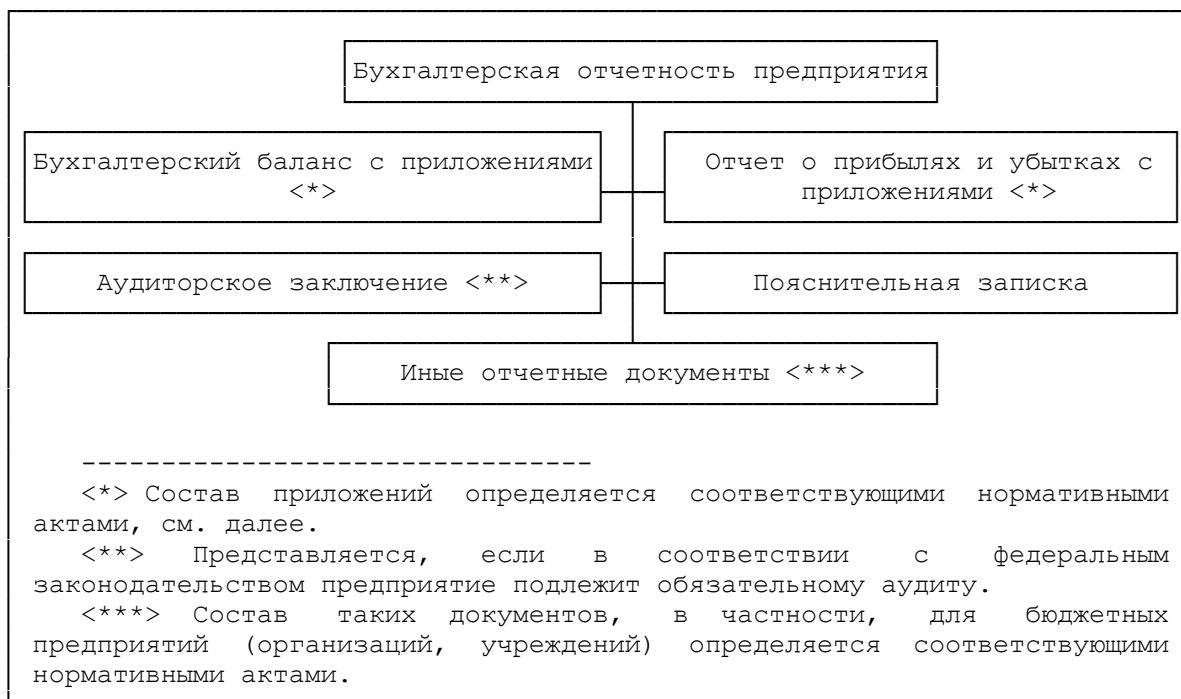 Бухгалтерская отчетность предприятия
Бухгалтерский баланс с приложениями
<*>
Отчет о прибылях и убытках с
приложениями <*>
Аудиторское заключение <**>
Пояснительная записка
Иные отчетные документы <***>
--------------------------------
<*> Состав приложений определяется соответствующими нормативными
актами, см. далее.
<**> Представляется, если в соответствии с федеральным
законодательством предприятие подлежит обязательному аудиту.
<***> Состав таких документов, в частности, для бюджетных
предприятий (организаций, учреждений) определяется соответствующими
нормативными актами.